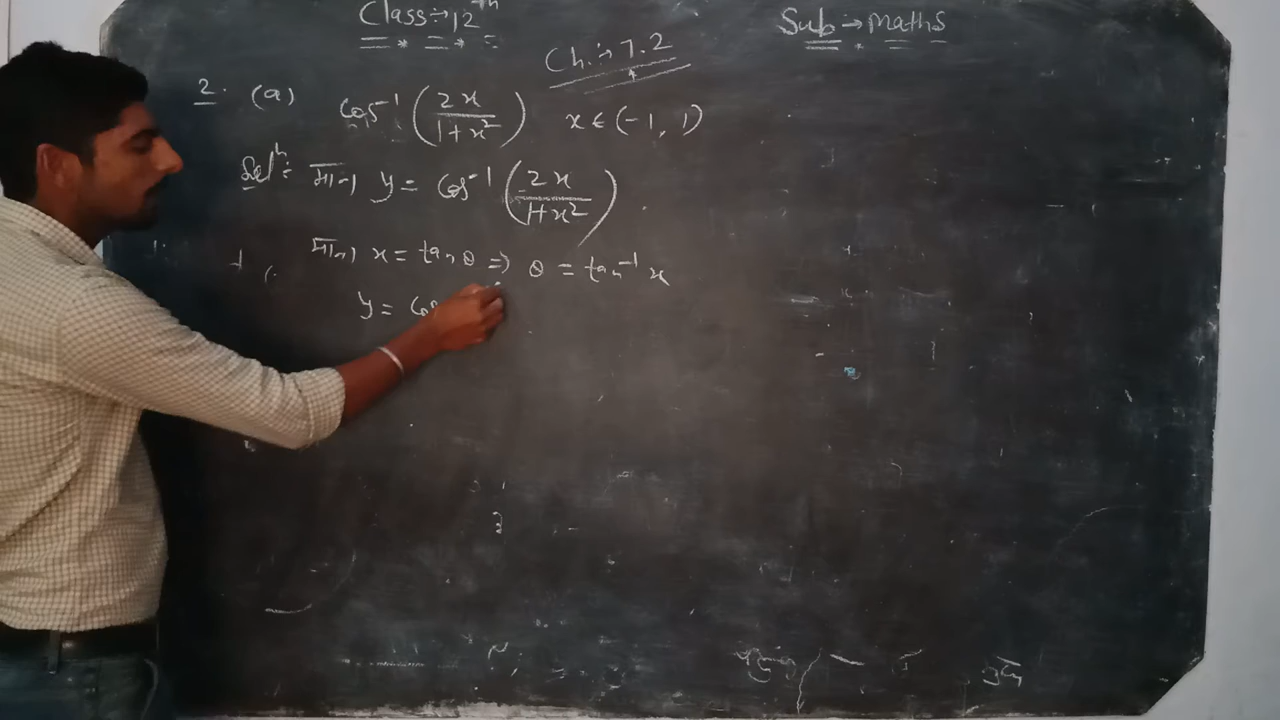 Class:- 12th
Sub → Maths
Ch. :→ 7.2
2. (a) Cos⁻¹ (2x/1+x²) x ∈ (-1, 1)
Solⁿ: माना y = Cos⁻¹ (2x/1+x²)
माना x = tan θ ⇒ θ = tan⁻¹ x
y = Cos